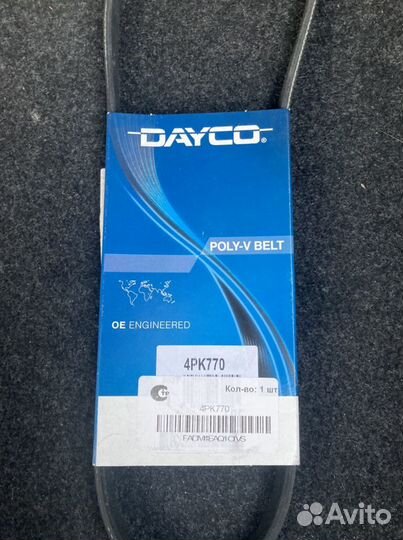 DAYCO®
POLY-V BELT
OE ENGINEERED
4PK770
Кол-во: 1 шт
4PK770
Avito